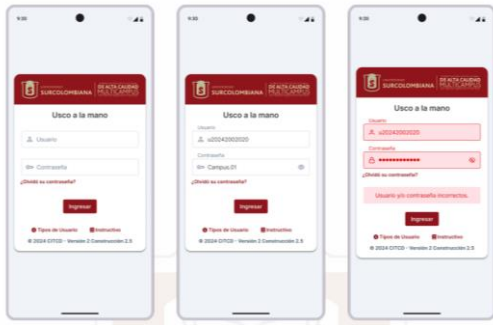 9:30
SURCOLOMBIANA
DE ALTA CALIDAD
MULTICAMPUS
Usco a la mano
Usuario
Contraseña
¿Olvidó su contraseña?
Ingresar
Tipos de Usuario Instructivo
© 2024 CITCD - Versión 2 Construcción 2.5
9:30
SURCOLOMBIANA
DE ALTA CALIDAD
MULTICAMPUS
Usco a la mano
Usuario
u20242002020
Contraseña
Campus.01
¿Olvidó su contraseña?
Ingresar
Tipos de Usuario Instructivo
© 2024 CITCD - Versión 2 Construcción 2.5
9:30
SURCOLOMBIANA
DE ALTA CALIDAD
MULTICAMPUS
Usco a la mano
Usuario
u20242002020
Contraseña
¿Olvidó su contraseña?
Usuario y/o contraseña incorrectos.
Ingresar
Tipos de Usuario Instructivo
© 2024 CITCD - Versión 2 Construcción 2.5